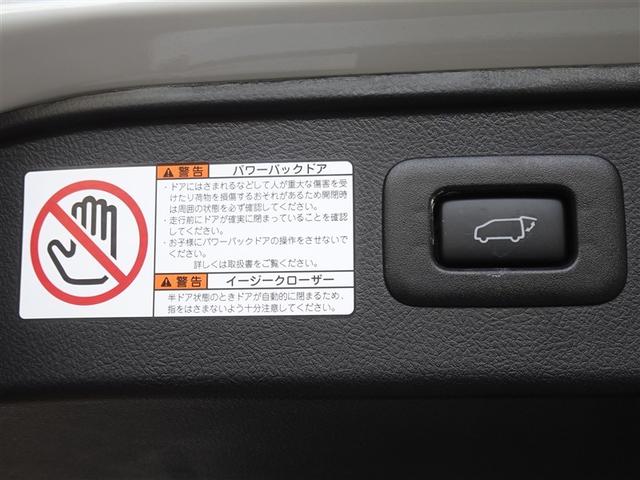 警告 パワーバックドア
・ドアにはさまれるなどして人が重大な傷害を受
けたり荷物を損傷するおそれがあるため開閉時
は周囲の状態を必ず確認してください。
・走行前にドアが確実に閉まっていることを確認
してください。
・お子様にパワーバックドアの操作をさせないで
ください。
詳しくは取扱書をご覧ください。
警告 イージークローザー
半ドア状態のときドアが自動的に閉まるため、
指をはさまないよう十分注意してください。